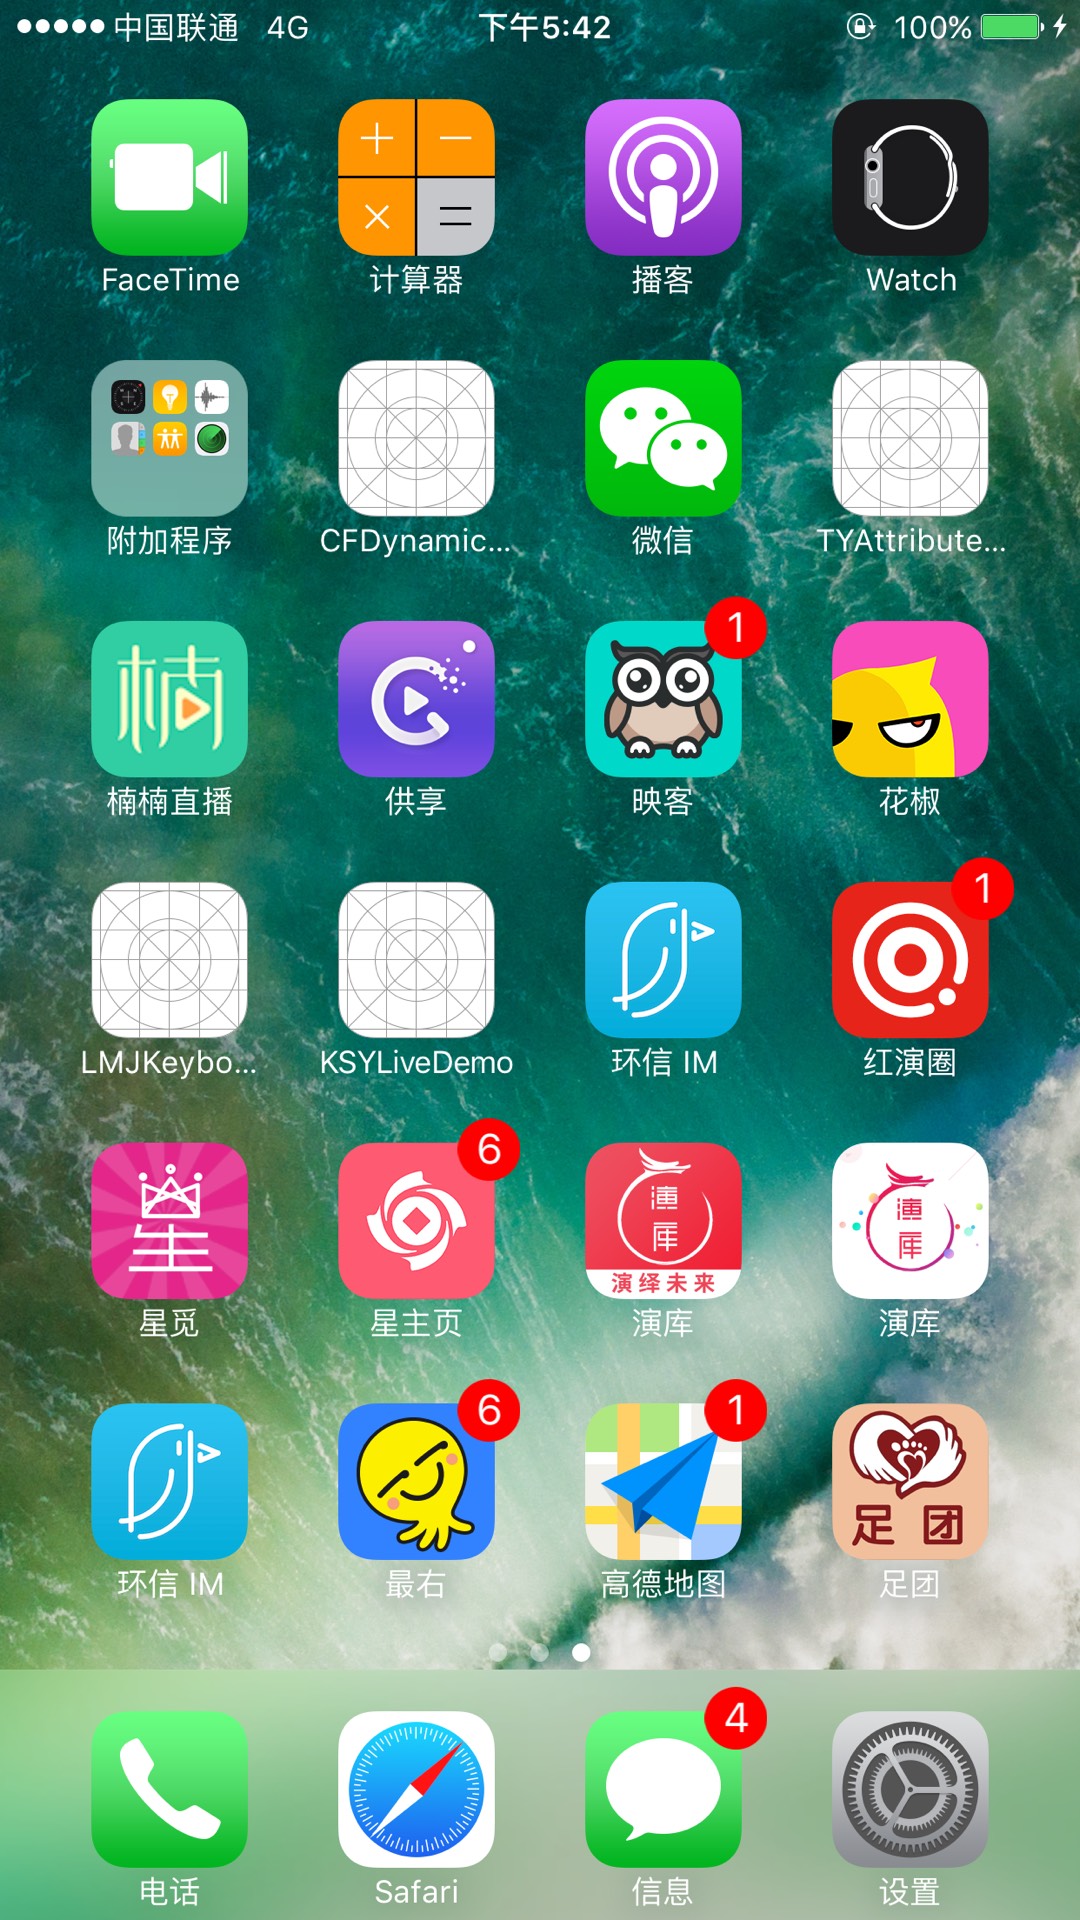 中国联通 4G 下午5:42 100%
FaceTime 计算器 播客 Watch
附加程序 CFDynamic... 微信 TYAttribute...
1
楠
楠楠直播 供享 映客 花椒
1
LMJKeybo... KSYLiveDemo 环信 IM 红演圈
6
星 演库 演库
演绎未来
星觅 星主页 演库 演库
6 1
足团
环信 IM 最右 高德地图 足团
4
电话 Safari 信息 设置